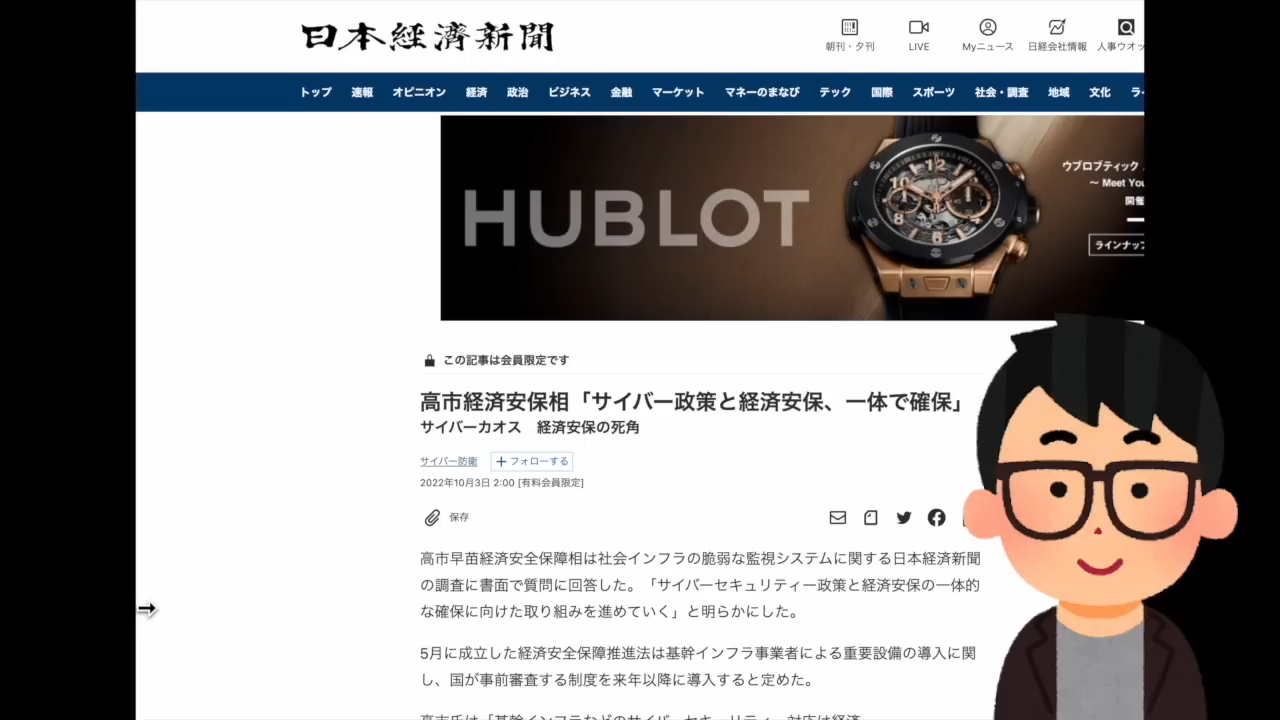 日本経済新聞
朝刊・夕刊
LIVE
Myニュース
日経会社情報
人事ウオッ
トップ 速報 オピニオン 経済 政治 ビジネス 金融 マーケット マネーのまなび テック 国際 スポーツ 社会・調査 地域 文化 ラ
HUBLOT
ウブロブティック
～ Meet You
開催
ラインナップ
この記事は会員限定です
高市経済安保相「サイバー政策と経済安保、一体で確保」
サイバーカオス 経済安保の死角
サイバー防衛 +フォローする
2022年10月3日 2:00 [有料会員限定]
保存
高市早苗経済安全保障相は社会インフラの脆弱な監視システムに関する日本経済新聞
の調査に書面で質問に回答した。「サイバーセキュリティー政策と経済安保の一体的
な確保に向けた取り組みを進めていく」と明らかにした。
5月に成立した経済安全保障推進法は基幹インフラ事業者による重要設備の導入に関
し、国が事前審査する制度を来年以降に導入すると定めた。